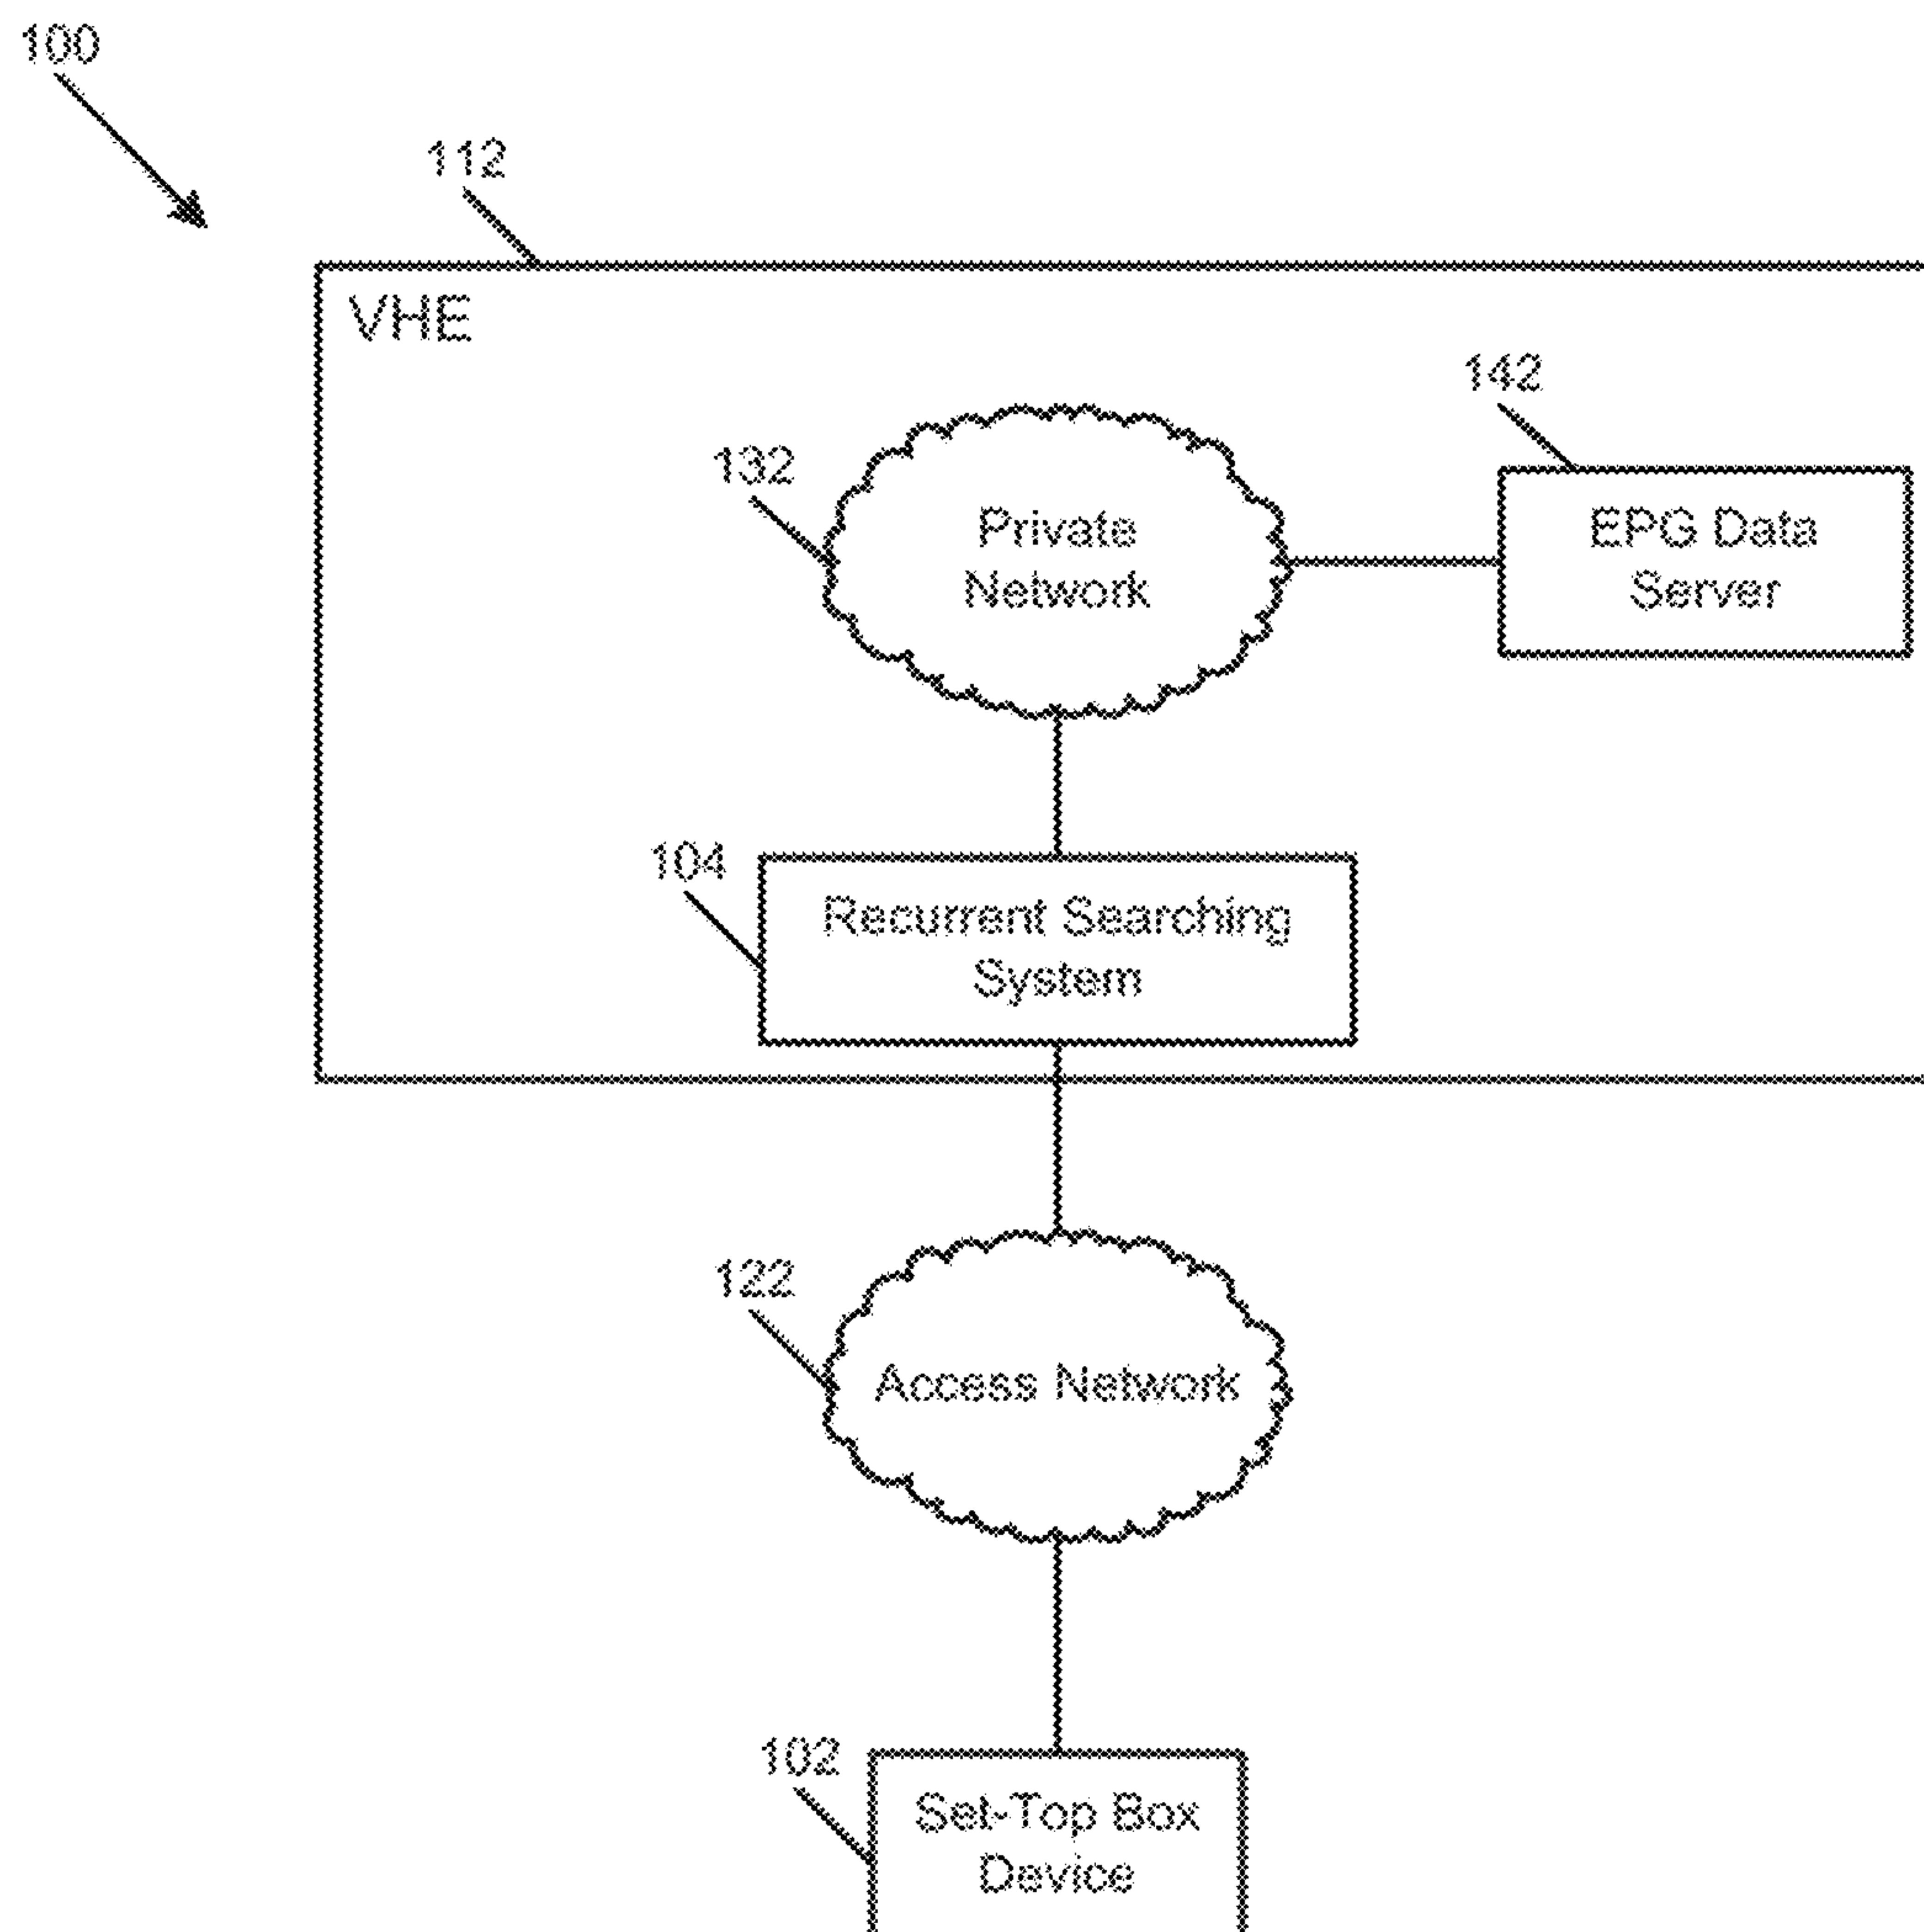 100
112
VHE
142
132
Private
Network
EPG Data
Server
104
Recurrent Searching
System
122
Access Network
102
Set-Top Box
Device